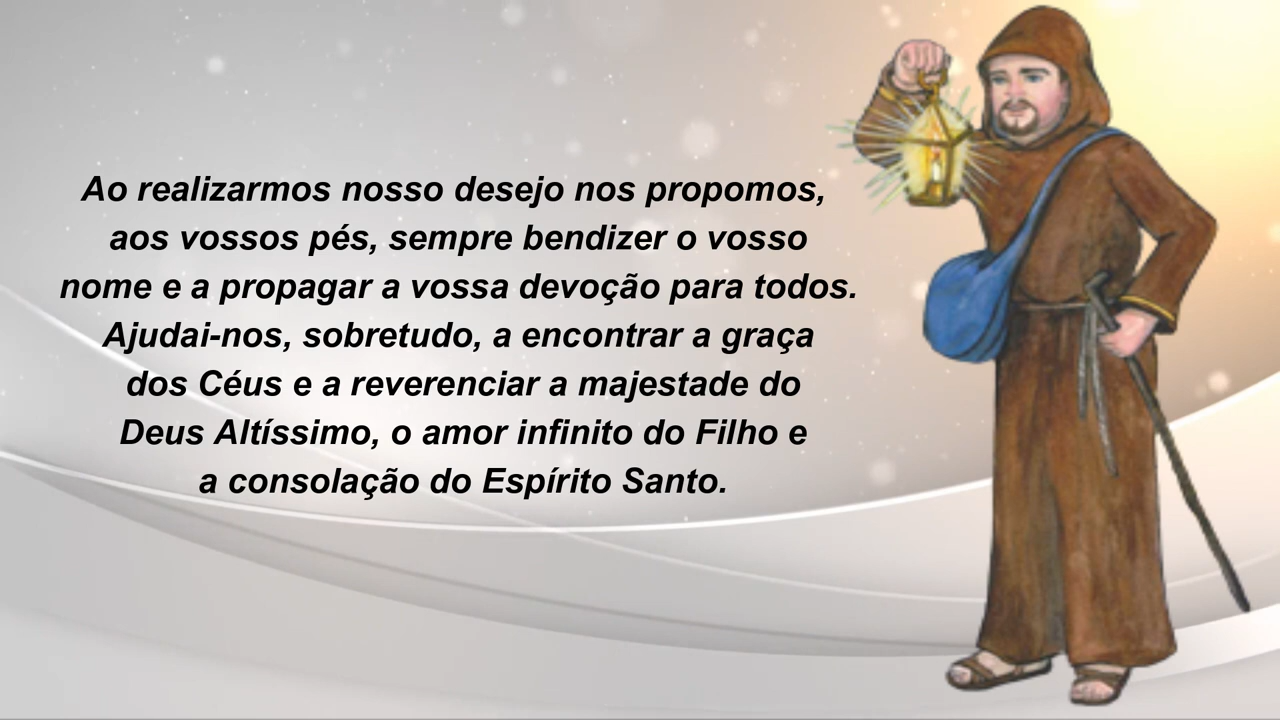 Ao realizarmos nosso desejo nos propomos,
aos vossos pés, sempre bendizer o vosso
nome e a propagar a vossa devoção para todos.
Ajudai-nos, sobretudo, a encontrar a graça
dos Céus e a reverenciar a majestade do
Deus Altíssimo, o amor infinito do Filho e
a consolação do Espírito Santo.